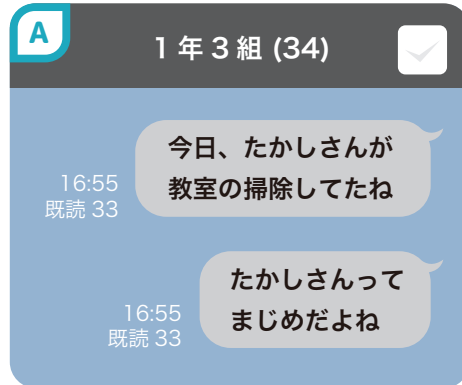 A
1年3組 (34)
今日、たかしさんが
教室の掃除してたね
16:55
既読 33
たかしさんって
まじめだよね
16:55
既読 33